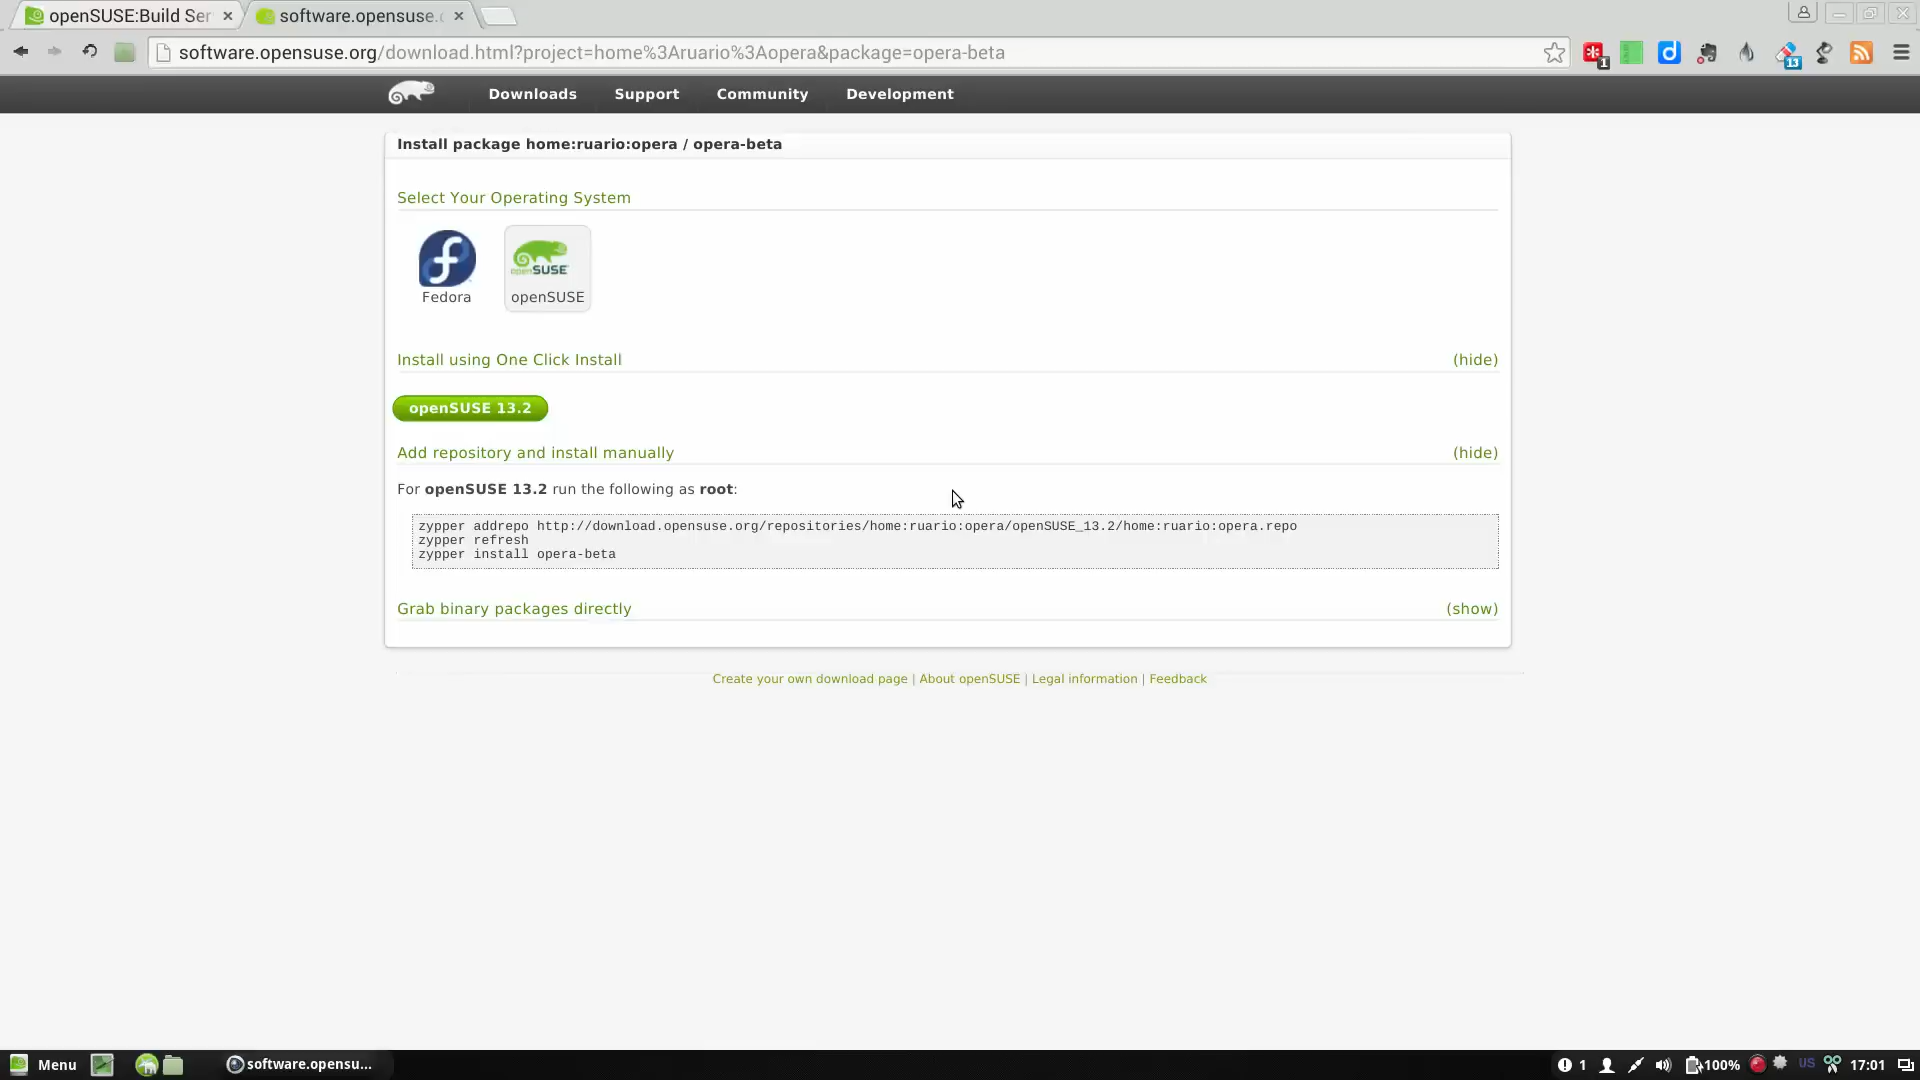 openSUSE:Build Ser
software.opensuse.
software.opensuse.org/download.html?project=home%3Aruario%3Aopera&package=opera-beta
1
13
Downloads Support Community Development
Install package home:ruario:opera / opera-beta
Select Your Operating System
openSUSE
Fedora openSUSE
Install using One Click Install (hide)
openSUSE 13.2
Add repository and install manually (hide)
For openSUSE 13.2 run the following as root:
zypper addrepo http://download.opensuse.org/repositories/home:ruario:opera/openSUSE_13.2/home:ruario:opera.repo
zypper refresh
zypper install opera-beta
Grab binary packages directly (show)
Create your own download page | About openSUSE | Legal information | Feedback
Menu software.opensu... 1 100% US 17:01